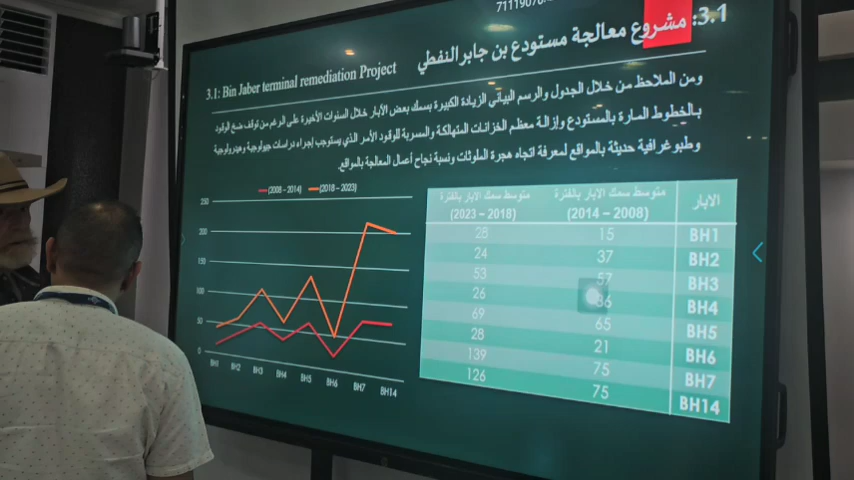 3.1: مشروع معالجة مستودع بن جابر النفطي
3.1: Bin Jaber terminal remediation Project
ومن الملاحظ من خلال الجدول والرسم البياني الزيادة الكبيرة بسمك بعض الآبار خلال السنوات الأخيرة على الرغم من توقف ضخ الوقود
بالخطوط المارة بالمستودع وإزالة معظم الخزانات المتهالكة والمسربة للوقود الأمر الذي يستوجب إجراء دراسات جيولوجية وهيدرولوجية
وطبوغرافية حديثة بالمواقع لمعرفة اتجاه هجرة الملوثات ونسبة نجاح أعمال المعالجة بالمواقع.
(2008 - 2014) (2018 - 2023)
250
200
150
100
50
0
BH1 BH2 BH3 BH4 BH5 BH6 BH7 BH14
الابار متوسط سمك الابار بالفترة (2008 – 2014) متوسط سمك الابار بالفترة (2018 – 2023)
BH1 15 28
BH2 37 24
BH3 57 53
BH4 36 26
BH5 65 69
BH6 21 28
BH7 75 139
BH14 75 126